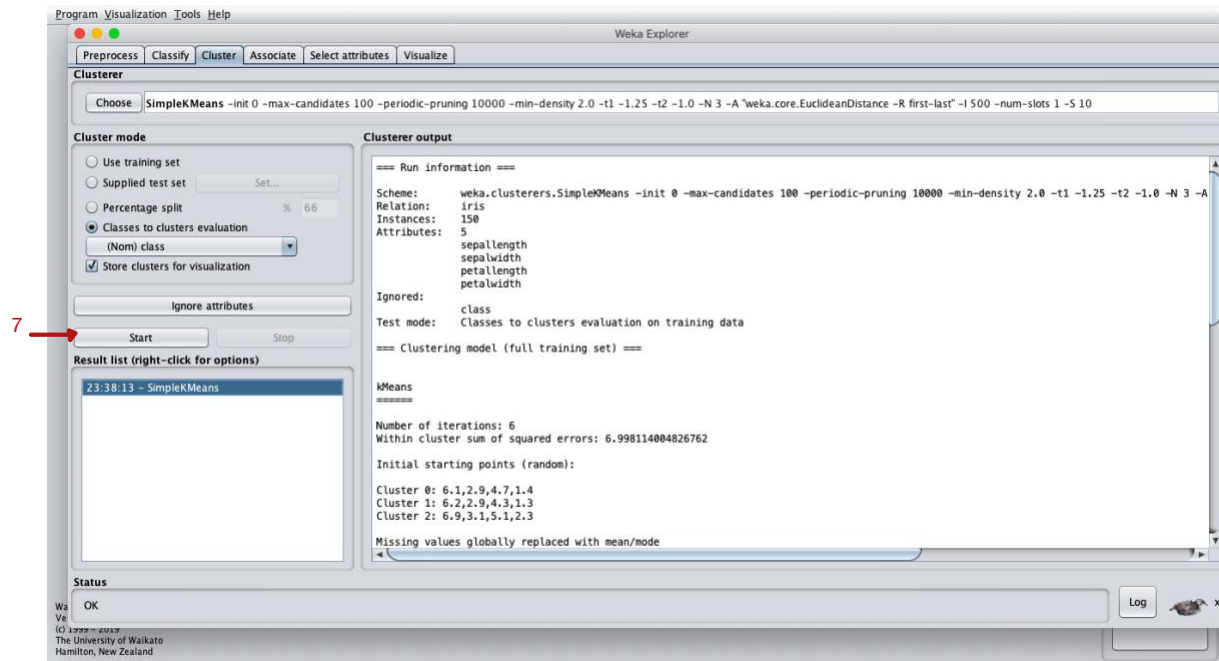 Program Visualization Tools Help
Weka Explorer
Preprocess Classify Cluster Associate Select attributes Visualize
Clusterer
Choose SimpleKMeans -init 0 -max-candidates 100 -periodic-pruning 10000 -min-density 2.0 -t1 -1.25 -t2 -1.0 -N 3 -A "weka.core.EuclideanDistance -R first-last" -I 500 -num-slots 1 -S 10
Cluster mode
Use training set
Supplied test set Set...
Percentage split % 66
Classes to clusters evaluation
(Nom) class
Store clusters for visualization
Ignore attributes
7
Start Stop
Result list (right-click for options)
23:38:13 - SimpleKMeans
Clusterer output
=== Run information ===
Scheme: weka.clusterers.SimpleKMeans -init 0 -max-candidates 100 -periodic-pruning 10000 -min-density 2.0 -t1 -1.25 -t2 -1.0 -N 3 -A
Relation: iris
Instances: 150
Attributes: 5
sepallength
sepalwidth
petallength
petalwidth
Ignored:
class
Test mode: Classes to clusters evaluation on training data
=== Clustering model (full training set) ===
kMeans
======
Number of iterations: 6
Within cluster sum of squared errors: 6.998114004826762
Initial starting points (random):
Cluster 0: 6.1,2.9,4.7,1.4
Cluster 1: 6.2,2.9,4.3,1.3
Cluster 2: 6.9,3.1,5.1,2.3
Missing values globally replaced with mean/mode
Status
OK
Log
x
Wa
Ve
(c) 1999 - 2019
The University of Waikato
Hamilton, New Zealand